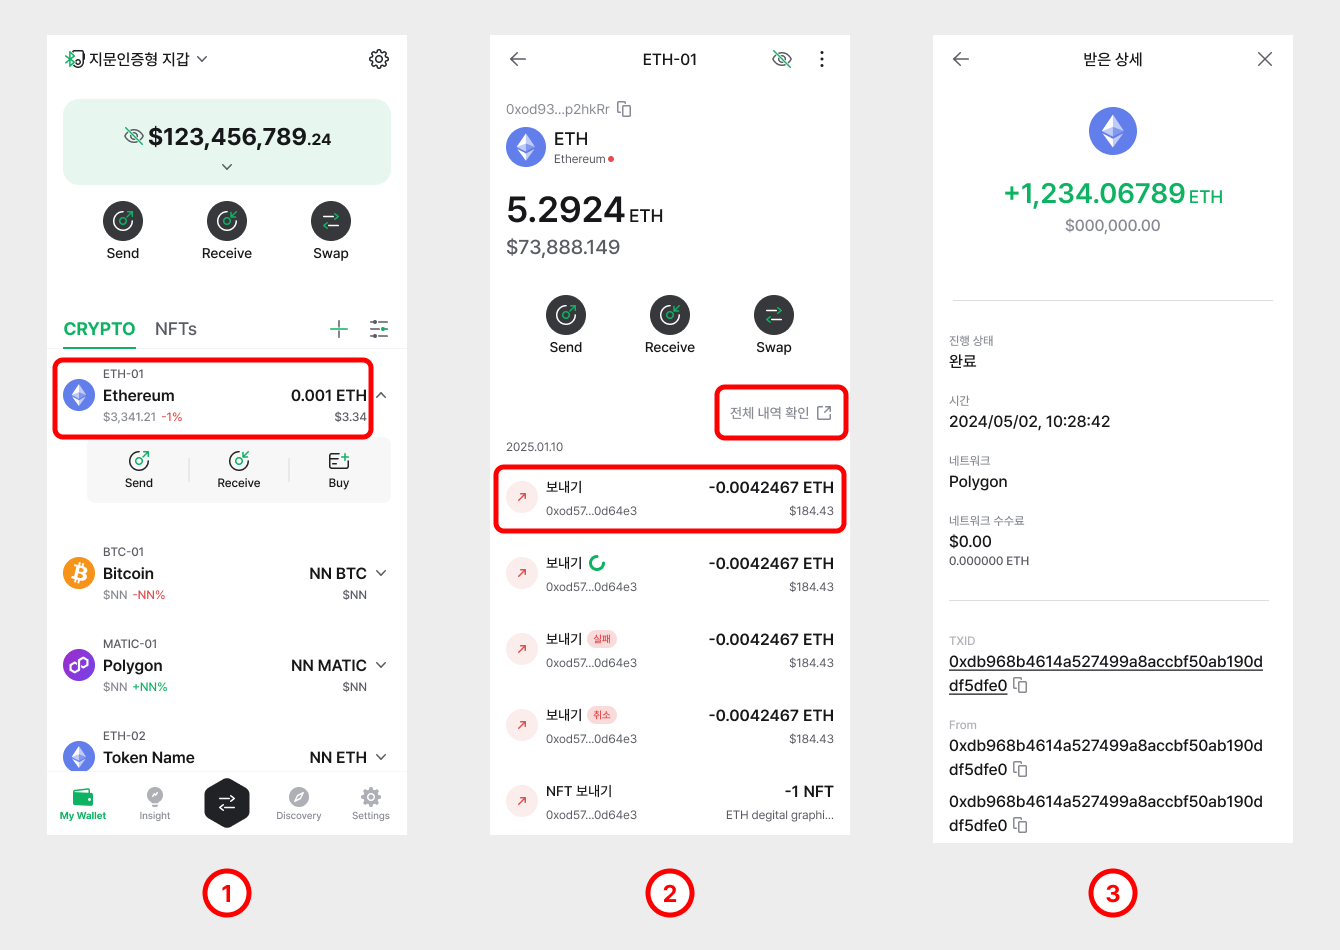 지문인증형 지갑
$123,456,789.24
Send Receive Swap
CRYPTO NFTs
ETH-01
Ethereum 0.001 ETH
$3,341.21 -1% $3.34
Send Receive Buy
BTC-01
Bitcoin NN BTC
$NN -NN% $NN
MATIC-01
Polygon NN MATIC
$NN +NN% $NN
ETH-02
Token Name NN ETH
My Wallet Insight Discovery Settings
1
ETH-01
0xod93...p2hkRr
ETH
Ethereum
5.2924 ETH
$73,888.149
Send Receive Swap
전체 내역 확인
2025.01.10
보내기 -0.0042467 ETH
0xod57...0d64e3 $184.43
보내기 -0.0042467 ETH
0xod57...0d64e3 $184.43
보내기 실패 -0.0042467 ETH
0xod57...0d64e3 $184.43
보내기 취소 -0.0042467 ETH
0xod57...0d64e3 $184.43
NFT 보내기 -1 NFT
0xod57...0d64e3 ETH degital graphi...
2
받은 상세
+1,234.06789 ETH
$000,000.00
진행 상태
완료
시간
2024/05/02, 10:28:42
네트워크
Polygon
네트워크 수수료
$0.00
0.000000 ETH
TXID
0xdb968b4614a527499a8accbf50ab190d
df5dfe0
From
0xdb968b4614a527499a8accbf50ab190d
df5dfe0
0xdb968b4614a527499a8accbf50ab190d
df5dfe0
3